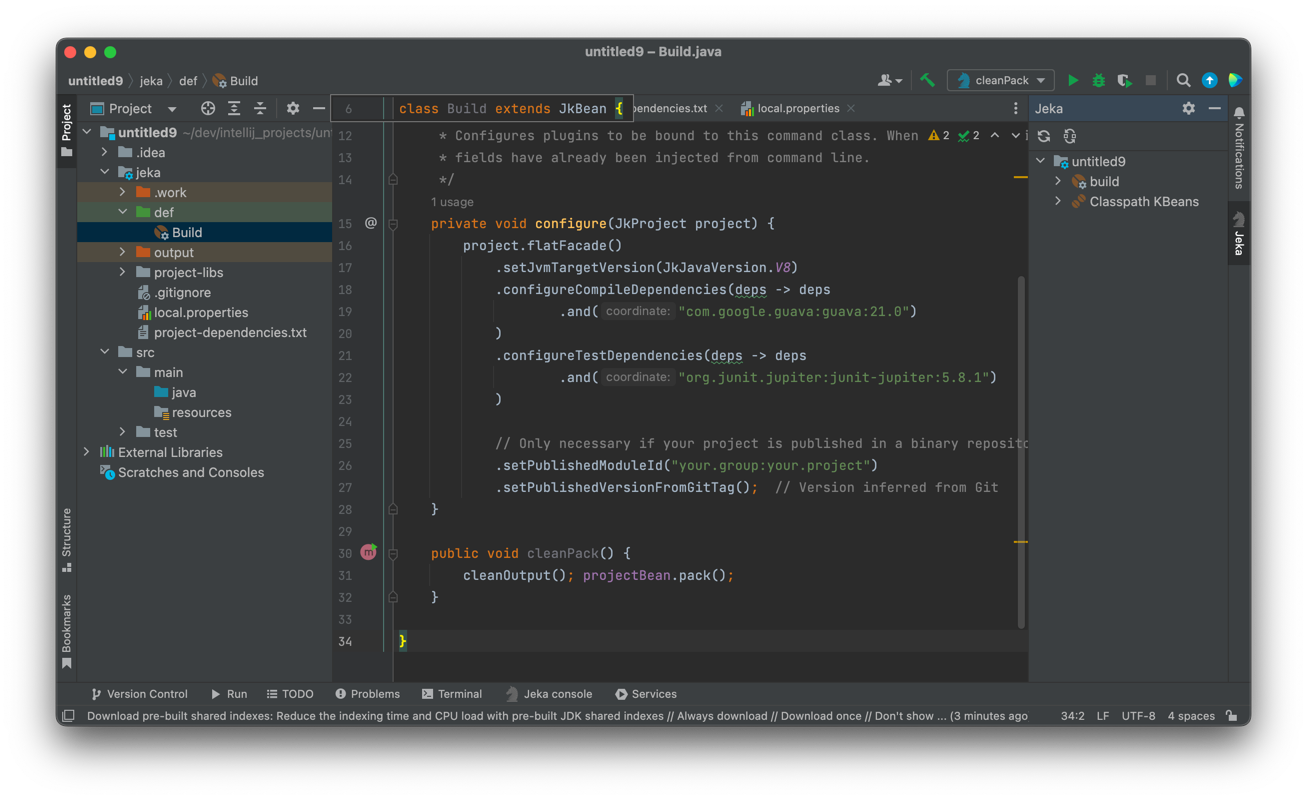 untitled9 – Build.java
untitled9 jeka def Build
cleanPack
Project
6 class Build extends JkBean {
pendencies.txt
local.properties
Jeka
Project
untitled9 ~/dev/intellij_projects/un
.idea
jeka
.work
def
Build
output
project-libs
.gitignore
local.properties
project-dependencies.txt
src
main
java
resources
test
External Libraries
Scratches and Consoles
Structure
Bookmarks
12 * Configures plugins to be bound to this command class. When i
2 2
13 * fields have already been injected from command line.
14 */
1 usage
15 @ private void configure(JkProject project) {
16 project.flatFacade()
17 .setJvmTargetVersion(JkJavaVersion.V8)
18 .configureCompileDependencies(deps -> deps
19 .and( coordinate: "com.google.guava:guava:21.0")
20 )
21 .configureTestDependencies(deps -> deps
22 .and( coordinate: "org.junit.jupiter:junit-jupiter:5.8.1")
23 )
24
25 // Only necessary if your project is published in a binary reposito
26 .setPublishedModuleId("your.group:your.project")
27 .setPublishedVersionFromGitTag(); // Version inferred from Git
28 }
29
30 m public void cleanPack() {
31 cleanOutput(); projectBean.pack();
32 }
33
34 }
untitled9
build
Classpath KBeans
Notifications
Jeka
Version Control Run TODO Problems Terminal Jeka console Services
Download pre-built shared indexes: Reduce the indexing time and CPU load with pre-built JDK shared indexes // Always download // Download once // Don't show ... (3 minutes ago 34:2 LF UTF-8 4 spaces